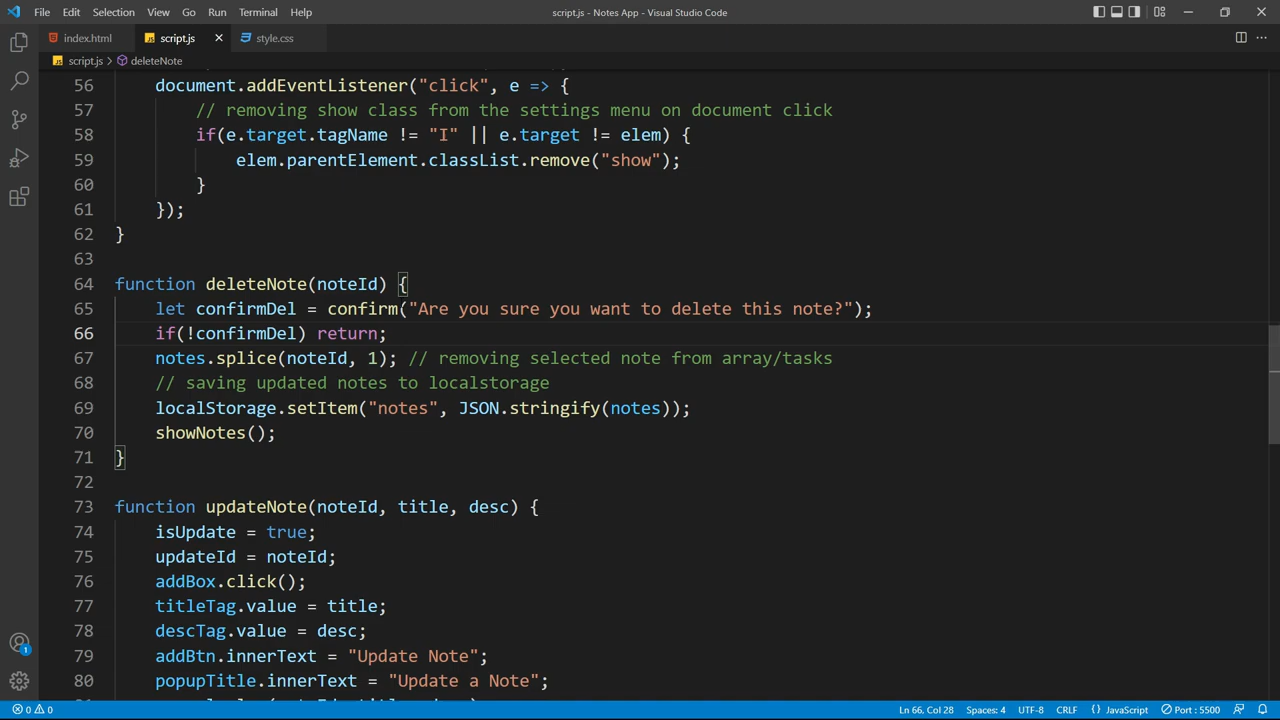 File Edit Selection View Go Run Terminal Help script.js - Notes App - Visual Studio Code
index.html script.js style.css
script.js > deleteNote
56 document.addEventListener("click", e => {
57 // removing show class from the settings menu on document click
58 if(e.target.tagName != "I" || e.target != elem) {
59 elem.parentElement.classList.remove("show");
60 }
61 });
62 }
63
64 function deleteNote(noteId) {
65 let confirmDel = confirm("Are you sure you want to delete this note?");
66 if(!confirmDel) return;
67 notes.splice(noteId, 1); // removing selected note from array/tasks
68 // saving updated notes to localstorage
69 localStorage.setItem("notes", JSON.stringify(notes));
70 showNotes();
71 }
72
73 function updateNote(noteId, title, desc) {
74 isUpdate = true;
75 updateId = noteId;
76 addBox.click();
77 titleTag.value = title;
78 descTag.value = desc;
79 addBtn.innerText = "Update Note";
80 popupTitle.innerText = "Update a Note";
1
0 0 Ln 66, Col 28 Spaces: 4 UTF-8 CRLF {} JavaScript Port : 5500